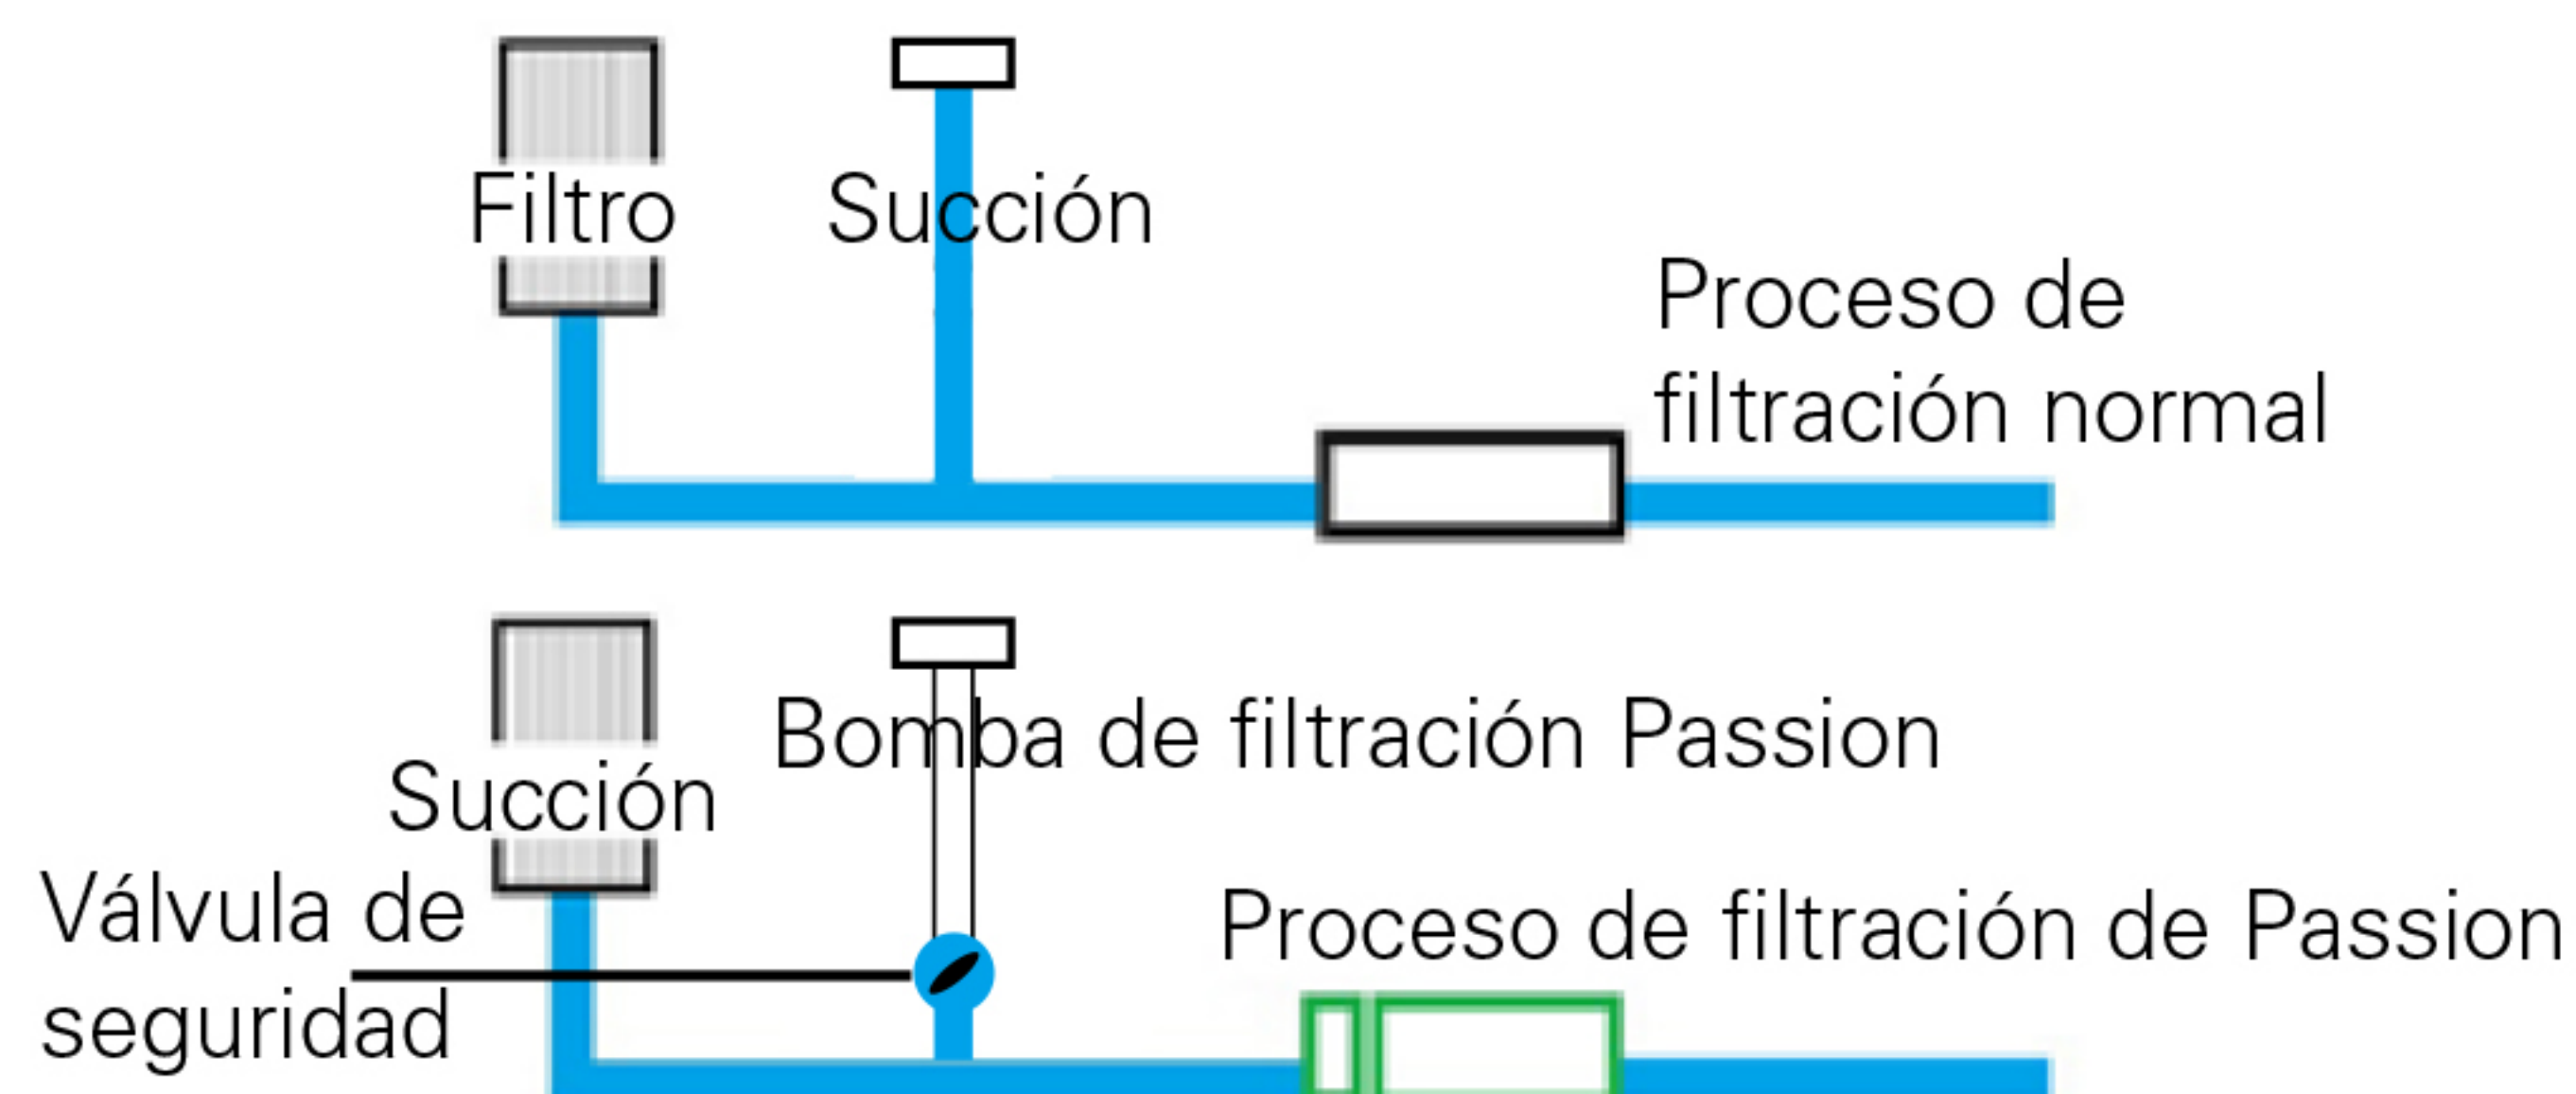 Filtro
Succión
Proceso de
filtración normal
Bomba de filtración Passion
Succión
Válvula de
seguridad
Proceso de filtración de Passion